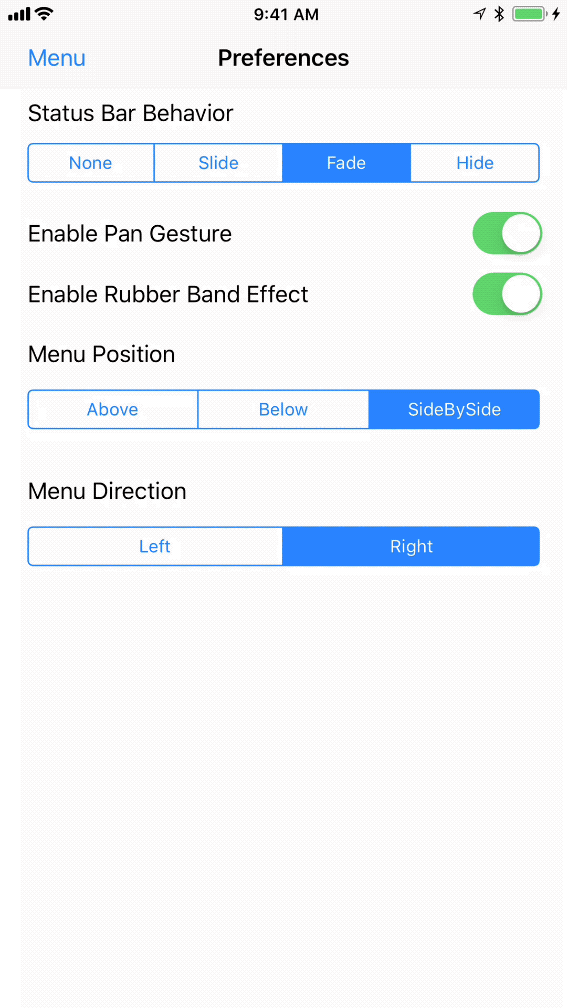 9:41 AM
Menu Preferences
Status Bar Behavior
None Slide Fade Hide
Enable Pan Gesture
Enable Rubber Band Effect
Menu Position
Above Below SideBySide
Menu Direction
Left Right